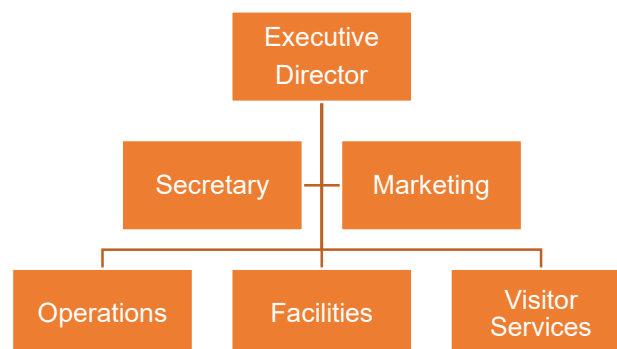 Executive
Director
Secretary
Marketing
Operations
Facilities
Visitor
Services